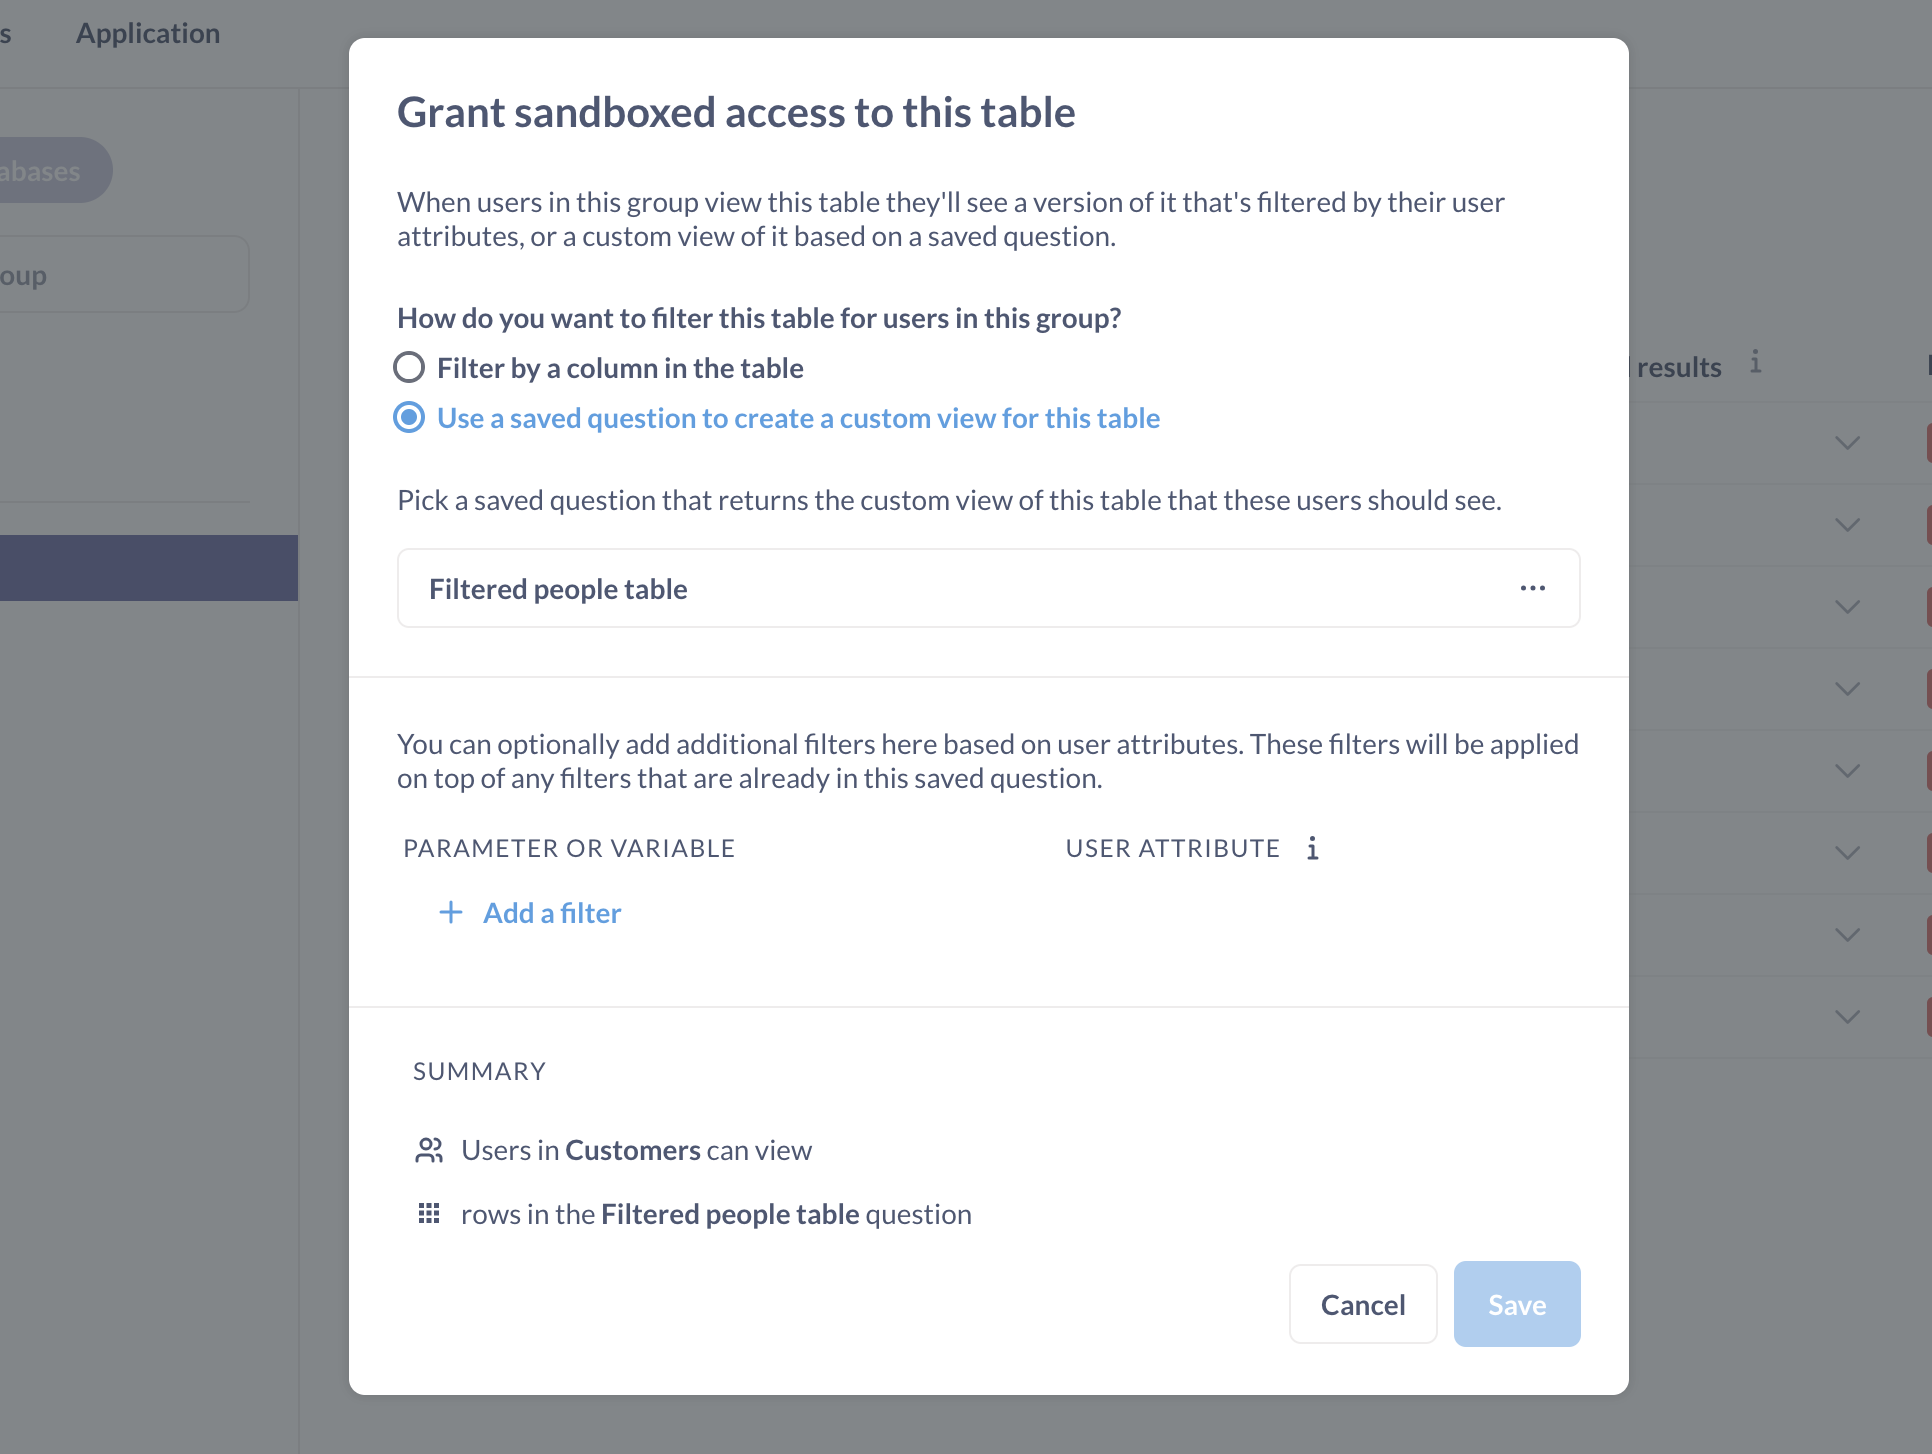 s Application
Grant sandboxed access to this table
abases
When users in this group view this table they'll see a version of it that's filtered by their user
attributes, or a custom view of it based on a saved question.
oup
How do you want to filter this table for users in this group?
Filter by a column in the table
results i
Use a saved question to create a custom view for this table
Pick a saved question that returns the custom view of this table that these users should see.
Filtered people table
You can optionally add additional filters here based on user attributes. These filters will be applied
on top of any filters that are already in this saved question.
PARAMETER OR VARIABLE USER ATTRIBUTE i
+ Add a filter
SUMMARY
Users in Customers can view
rows in the Filtered people table question
Cancel Save